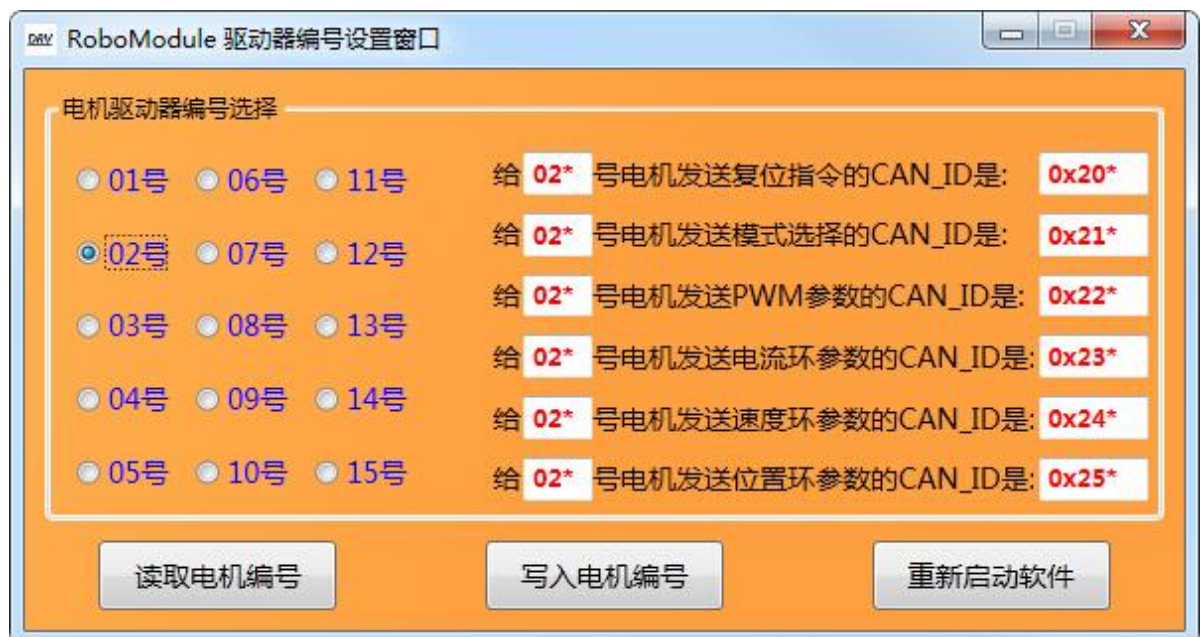 DRV RoboModule 驱动器编号设置窗口
电机驱动器编号选择
01号 06号 11号
02号 07号 12号
03号 08号 13号
04号 09号 14号
05号 10号 15号
给 02* 号电机发送复位指令的CAN_ID是: 0x20*
给 02* 号电机发送模式选择的CAN_ID是: 0x21*
给 02* 号电机发送PWM参数的CAN_ID是: 0x22*
给 02* 号电机发送电流环参数的CAN_ID是: 0x23*
给 02* 号电机发送速度环参数的CAN_ID是: 0x24*
给 02* 号电机发送位置环参数的CAN_ID是: 0x25*
读取电机编号 写入电机编号 重新启动软件